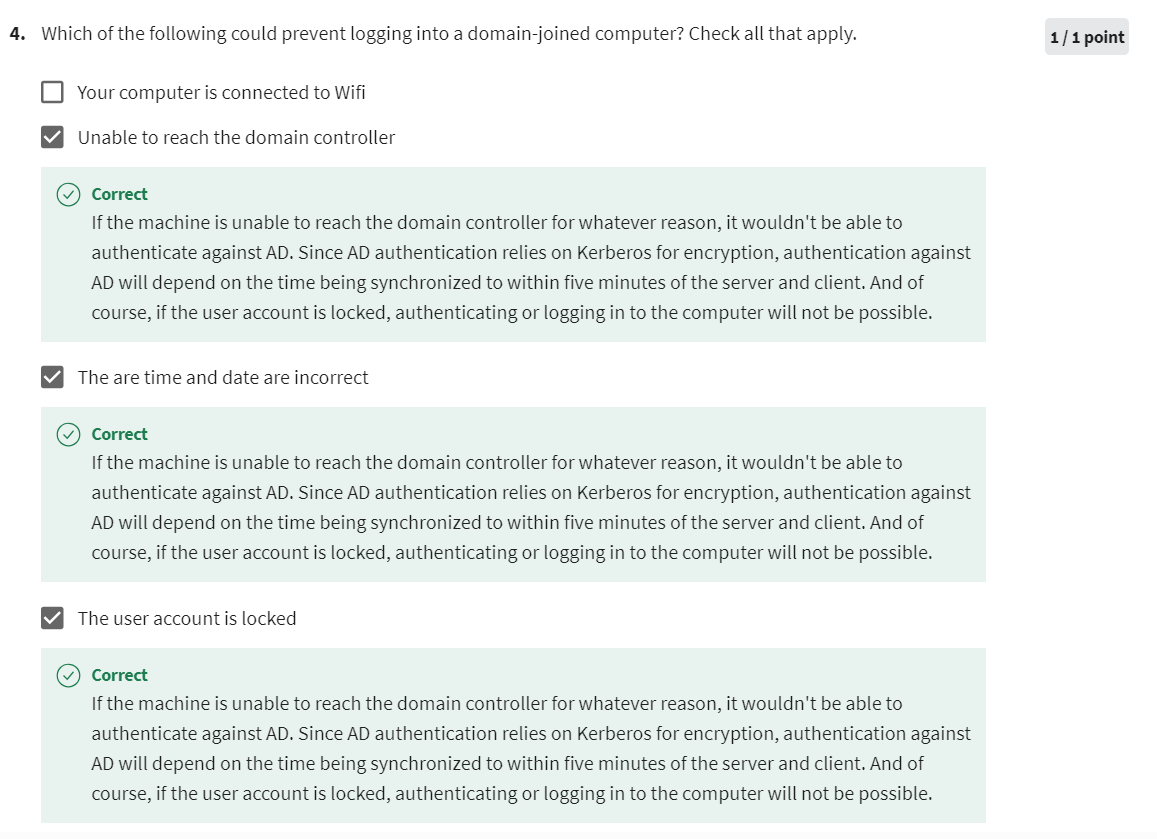 4. Which of the following could prevent logging into a domain-joined computer? Check all that apply.
1 / 1 point
Your computer is connected to Wifi
Unable to reach the domain controller
Correct
If the machine is unable to reach the domain controller for whatever reason, it wouldn't be able to
authenticate against AD. Since AD authentication relies on Kerberos for encryption, authentication against
AD will depend on the time being synchronized to within five minutes of the server and client. And of
course, if the user account is locked, authenticating or logging in to the computer will not be possible.
The are time and date are incorrect
Correct
If the machine is unable to reach the domain controller for whatever reason, it wouldn't be able to
authenticate against AD. Since AD authentication relies on Kerberos for encryption, authentication against
AD will depend on the time being synchronized to within five minutes of the server and client. And of
course, if the user account is locked, authenticating or logging in to the computer will not be possible.
The user account is locked
Correct
If the machine is unable to reach the domain controller for whatever reason, it wouldn't be able to
authenticate against AD. Since AD authentication relies on Kerberos for encryption, authentication against
AD will depend on the time being synchronized to within five minutes of the server and client. And of
course, if the user account is locked, authenticating or logging in to the computer will not be possible.